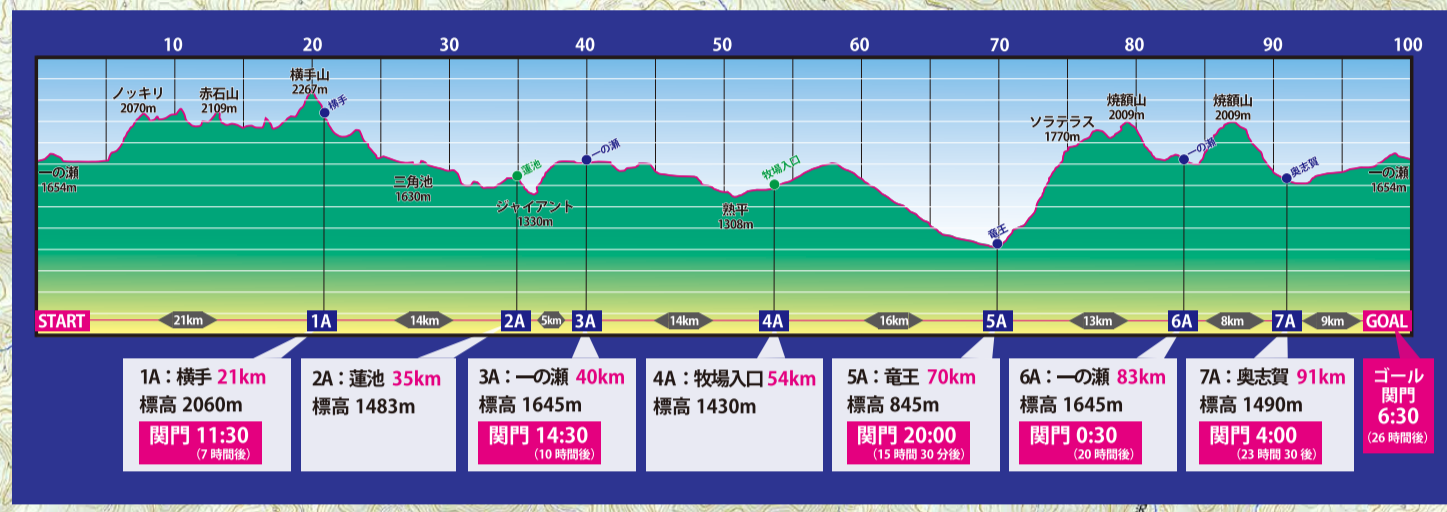 10 20 30 40 50 60 70 80 90 100
ノッキリ
2070m
赤石山
2109m
横手山
2267m
横手
一の瀬
1654m
三角池
1630m
蓮池
ジャイアント
1330m
一の瀬
熟平
1308m
牧場入口
竜王
ソラテラス
1770m
焼額山
2009m
一の瀬
焼額山
2009m
奥志賀
一の瀬
1654m
START 21km 1A 14km 2A 5km 3A 14km 4A 16km 5A 13km 6A 8km 7A 9km GOAL
1A：横手 21km
標高 2060m
関門 11:30
（7 時間後）
2A：蓮池 35km
標高 1483m
3A：一の瀬 40km
標高 1645m
関門 14:30
（10 時間後）
4A：牧場入口 54km
標高 1430m
5A：竜王 70km
標高 845m
関門 20:00
（15 時間 30 分後）
6A：一の瀬 83km
標高 1645m
関門 0:30
（20 時間後）
7A：奥志賀 91km
標高 1490m
関門 4:00
（23 時間 30 後）
ゴール
関門
6:30
（26 時間後）